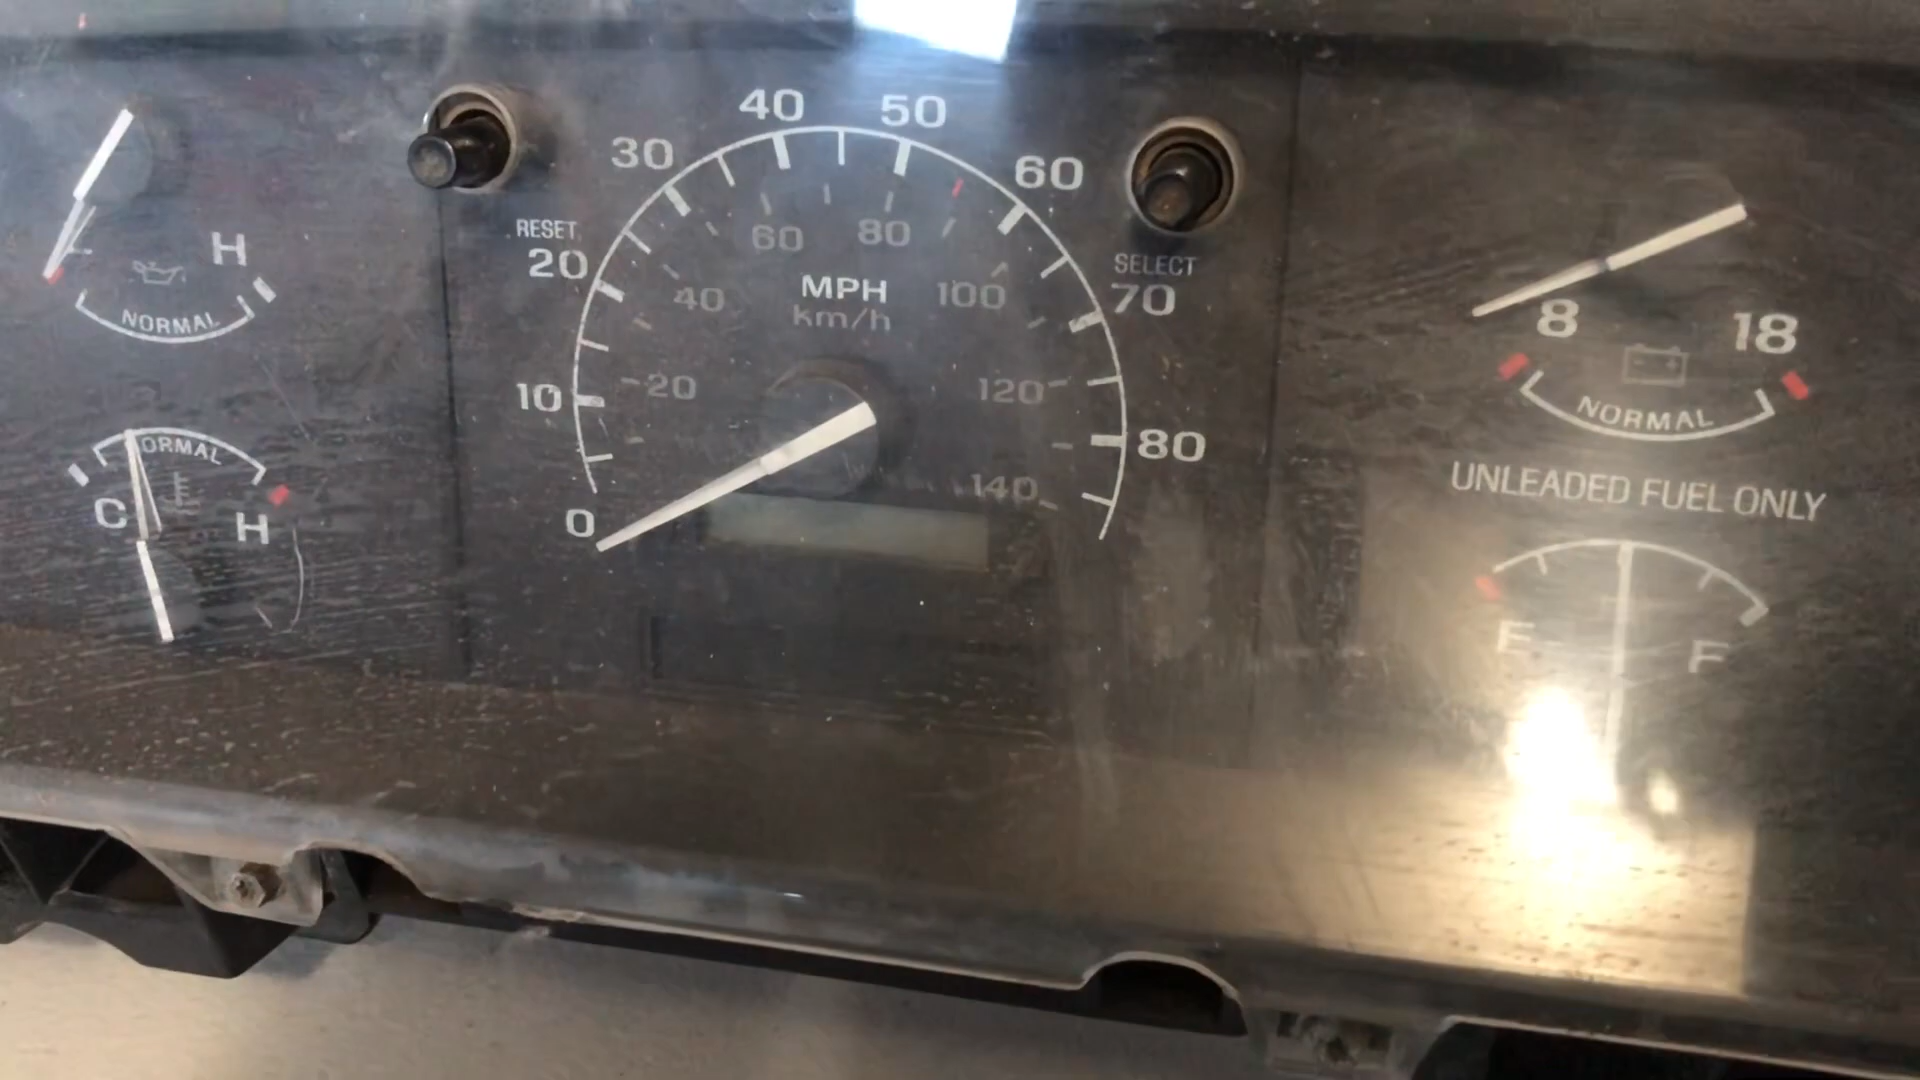 H
NORMAL
ORMAL
C
H
RESET
0
10
20
30
40
50
60
70
80
20
40
60
80
100
120
140
MPH
km/h
SELECT
8
18
- +
NORMAL
UNLEADED FUEL ONLY
E
F